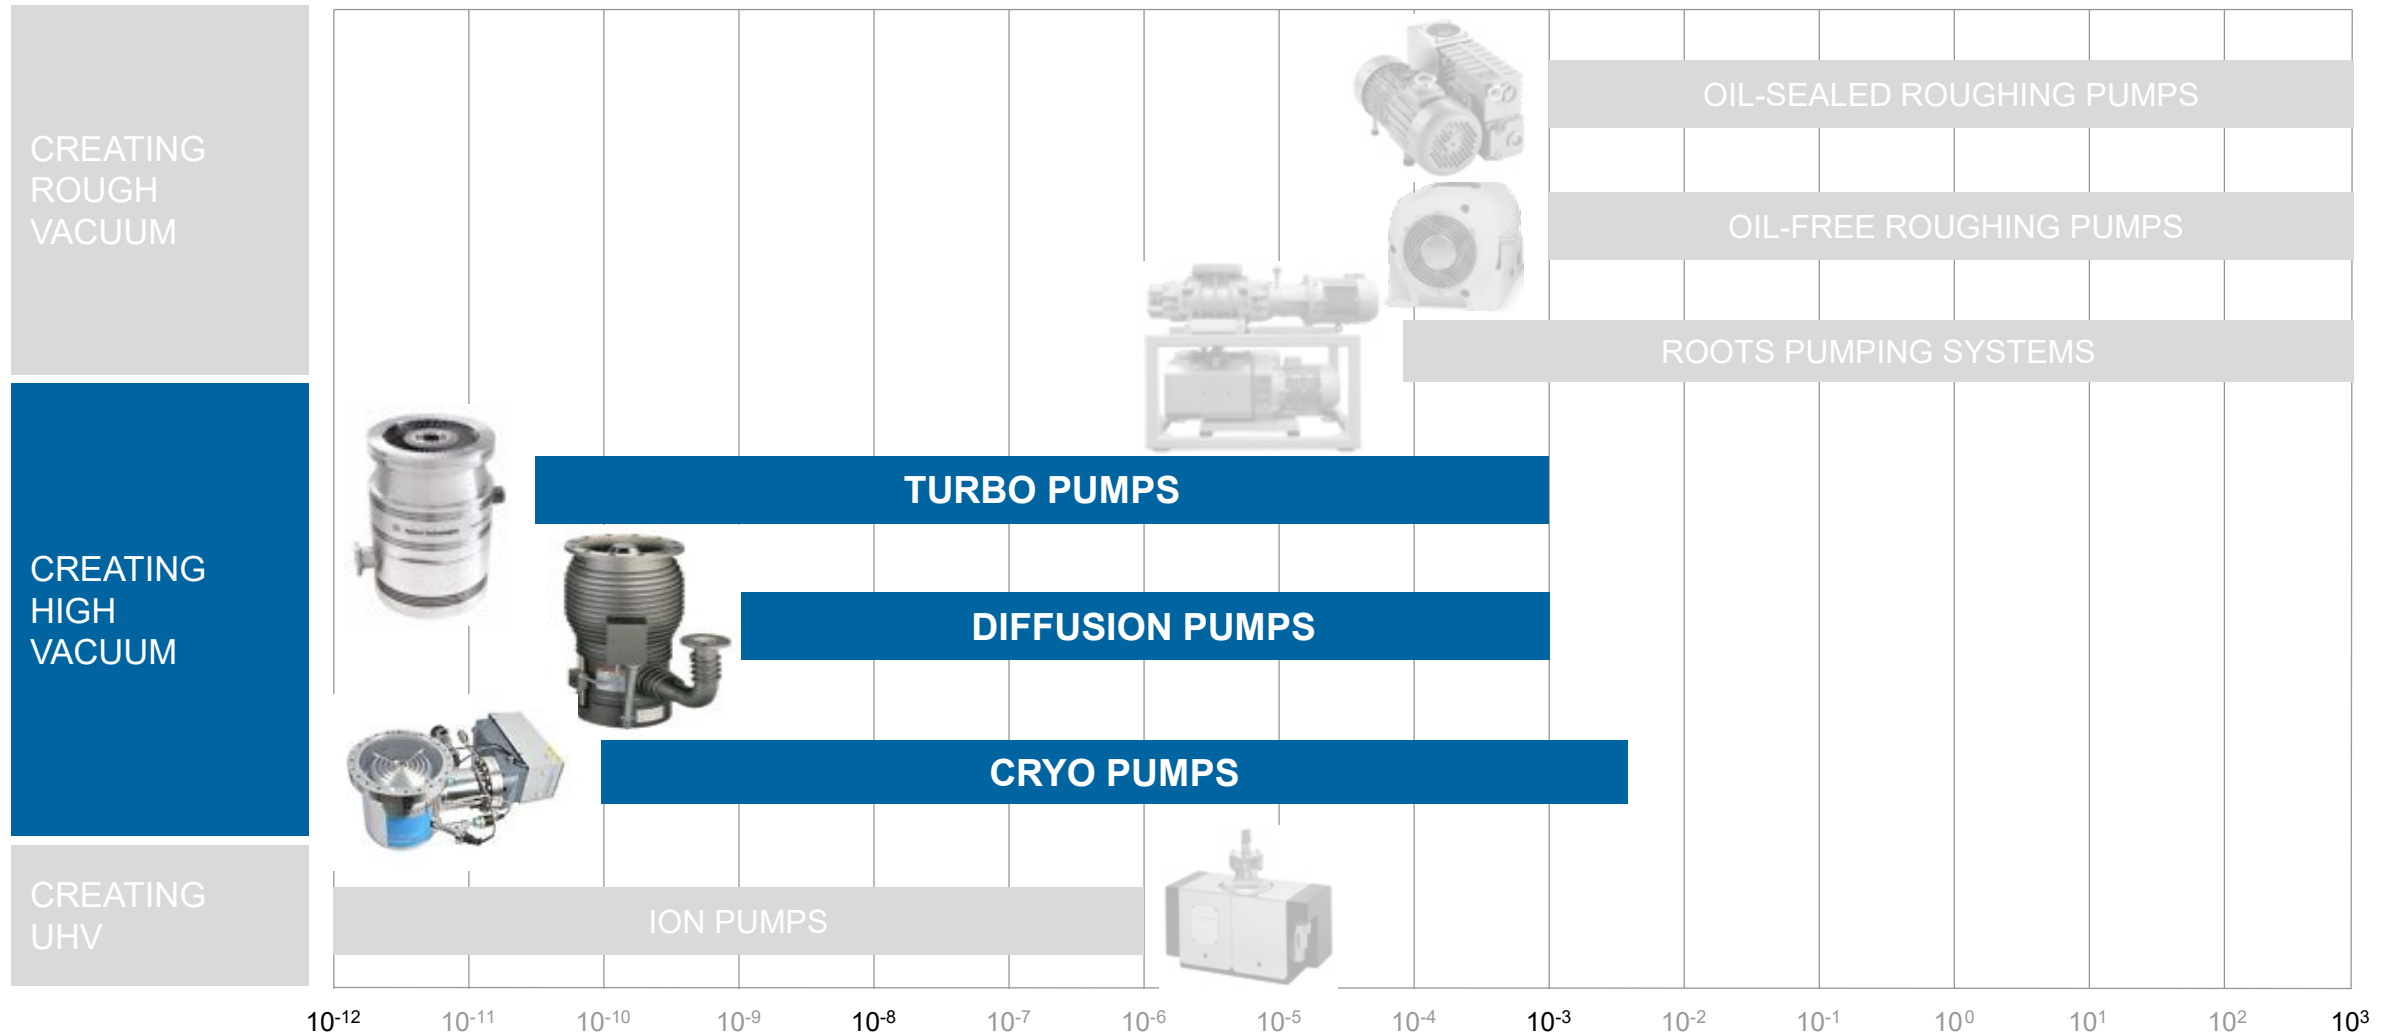 CREATING
ROUGH
VACUUM
OIL-SEALED ROUGHING PUMPS
OIL-FREE ROUGHING PUMPS
ROOTS PUMPING SYSTEMS
CREATING
HIGH
VACUUM
TURBO PUMPS
DIFFUSION PUMPS
CRYO PUMPS
CREATING
UHV
ION PUMPS
10⁻¹² 10⁻¹¹ 10⁻¹⁰ 10⁻⁹ 10⁻⁸ 10⁻⁷ 10⁻⁶ 10⁻⁵ 10⁻⁴ 10⁻³ 10⁻² 10⁻¹ 10⁰ 10¹ 10² 10³